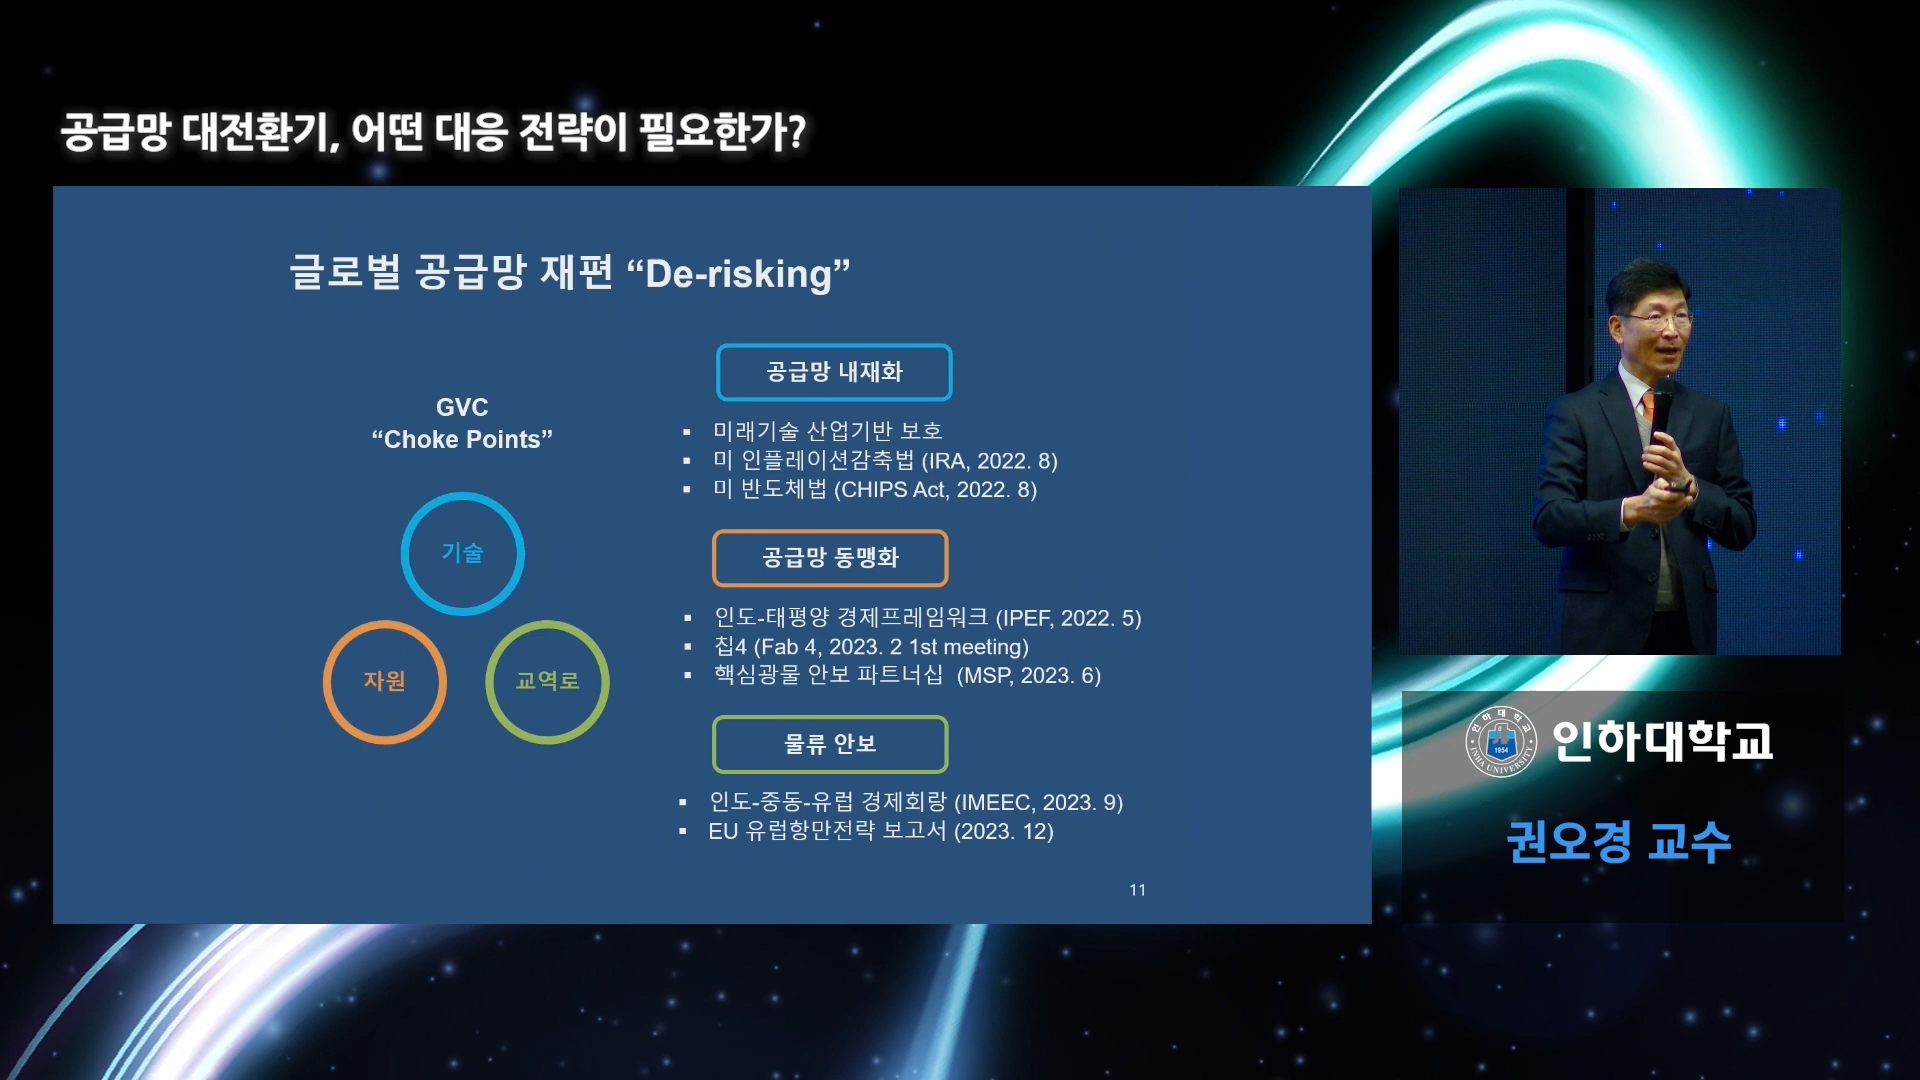 공급망 대전환기, 어떤 대응 전략이 필요한가?
글로벌 공급망 재편 “De-risking”
GVC
“Choke Points”
기술
자원
교역로
공급망 내재화
▪ 미래기술 산업기반 보호
▪ 미 인플레이션감축법 (IRA, 2022. 8)
▪ 미 반도체법 (CHIPS Act, 2022. 8)
공급망 동맹화
▪ 인도-태평양 경제프레임워크 (IPEF, 2022. 5)
▪ 칩4 (Fab 4, 2023. 2 1st meeting)
▪ 핵심광물 안보 파트너십 (MSP, 2023. 6)
물류 안보
▪ 인도-중동-유럽 경제회랑 (IMEEC, 2023. 9)
▪ EU 유럽항만전략 보고서 (2023. 12)
11
인하대학교
1954
INHA UNIVERSITY
인하대학교
권오경 교수